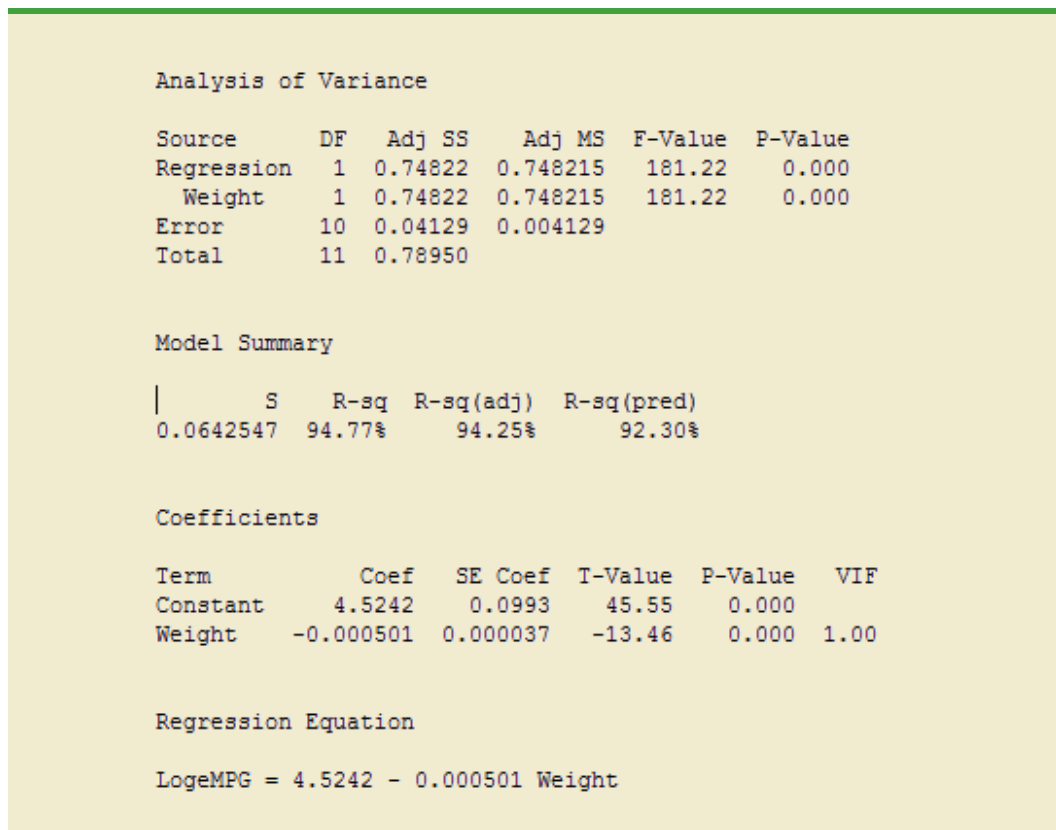 Analysis of Variance
Source DF Adj SS Adj MS F-Value P-Value
Regression 1 0.74822 0.748215 181.22 0.000
Weight 1 0.74822 0.748215 181.22 0.000
Error 10 0.04129 0.004129
Total 11 0.78950
Model Summary
S R-sq R-sq(adj) R-sq(pred)
0.0642547 94.77% 94.25% 92.30%
Coefficients
Term Coef SE Coef T-Value P-Value VIF
Constant 4.5242 0.0993 45.55 0.000
Weight -0.000501 0.000037 -13.46 0.000 1.00
Regression Equation
LogeMPG = 4.5242 - 0.000501 Weight